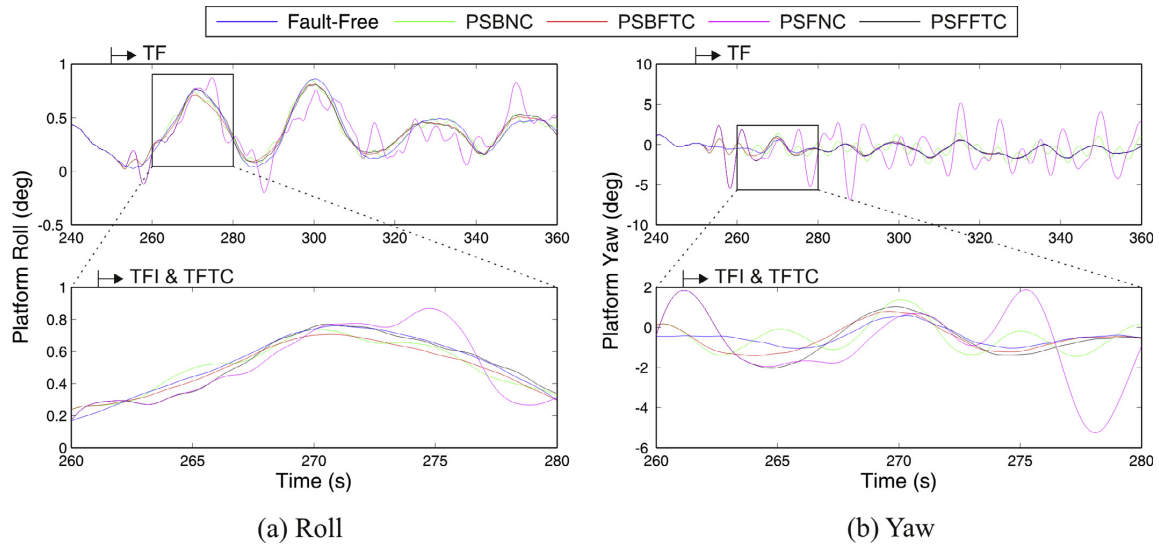 Fault-Free PSBNC PSBFTC PSFNC PSFFTC
TF
1
0.5
0
-0.5
240 260 280 300 320 340 360
TFI & TFTC
1
0.8
0.6
0.4
0.2
0
260 265 270 275 280
Platform Roll (deg)
Time (s)
(a) Roll
TF
10
5
0
-5
-10
240 260 280 300 320 340 360
TFI & TFTC
2
0
-2
-4
-6
260 265 270 275 280
Platform Yaw (deg)
Time (s)
(b) Yaw